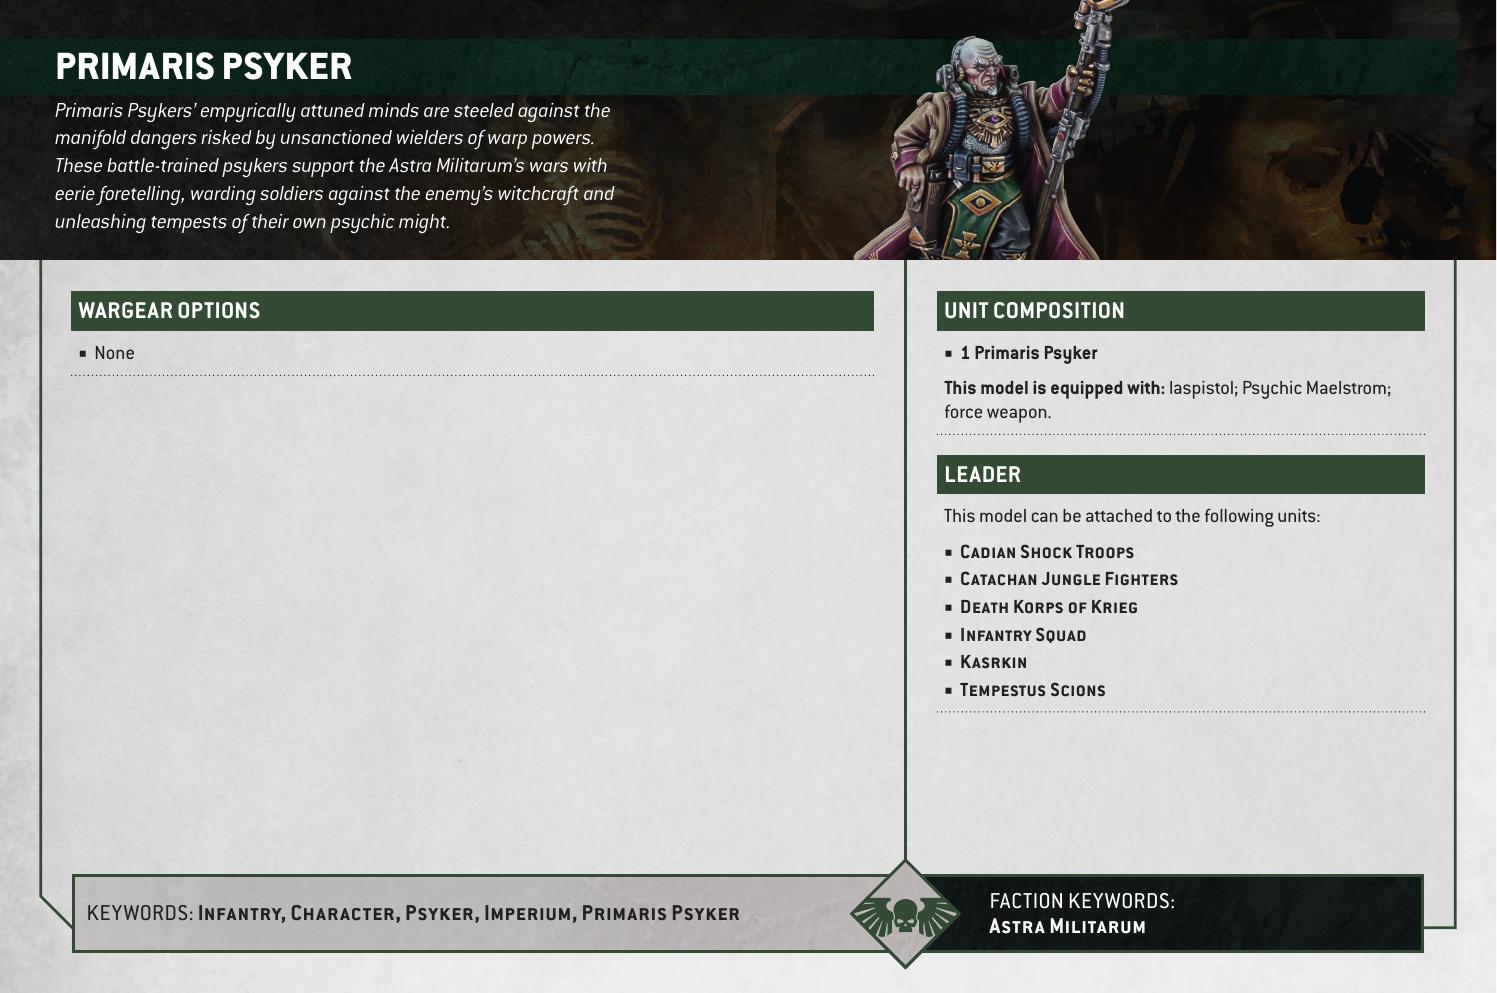 PRIMARIS PSYKER
Primaris Psykers’ empyrically attuned minds are steeled against the
manifold dangers risked by unsanctioned wielders of warp powers.
These battle-trained psykers support the Astra Militarum’s wars with
eerie foretelling, warding soldiers against the enemy’s witchcraft and
unleashing tempests of their own psychic might.
WARGEAR OPTIONS
▪ None
UNIT COMPOSITION
▪ 1 Primaris Psyker
This model is equipped with: laspistol; Psychic Maelstrom;
force weapon.
LEADER
This model can be attached to the following units:
▪ Cadian Shock Troops
▪ Catachan Jungle Fighters
▪ Death Korps of Krieg
▪ Infantry Squad
▪ Kasrkin
▪ Tempestus Scions
KEYWORDS: Infantry, Character, Psyker, Imperium, Primaris Psyker
FACTION KEYWORDS:
Astra Militarum